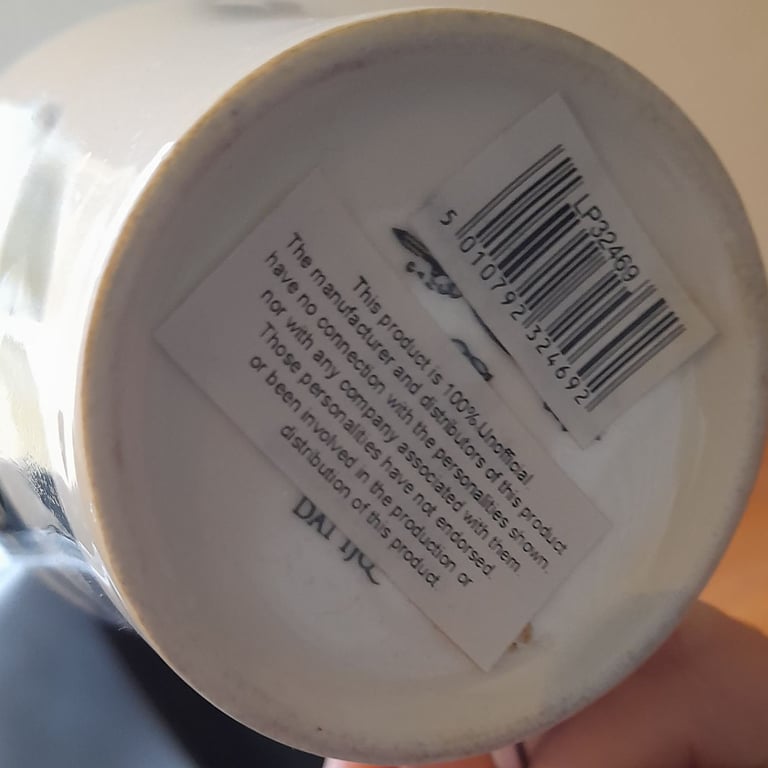 LP32469
5 010792 324692
This product is 100% Unofficial.
The manufacturer and distributors of this product
have no connection with the personalities shown.
nor with any company associated with them.
Those personalities have not endorsed.
or been involved in the production or
distribution of this product.